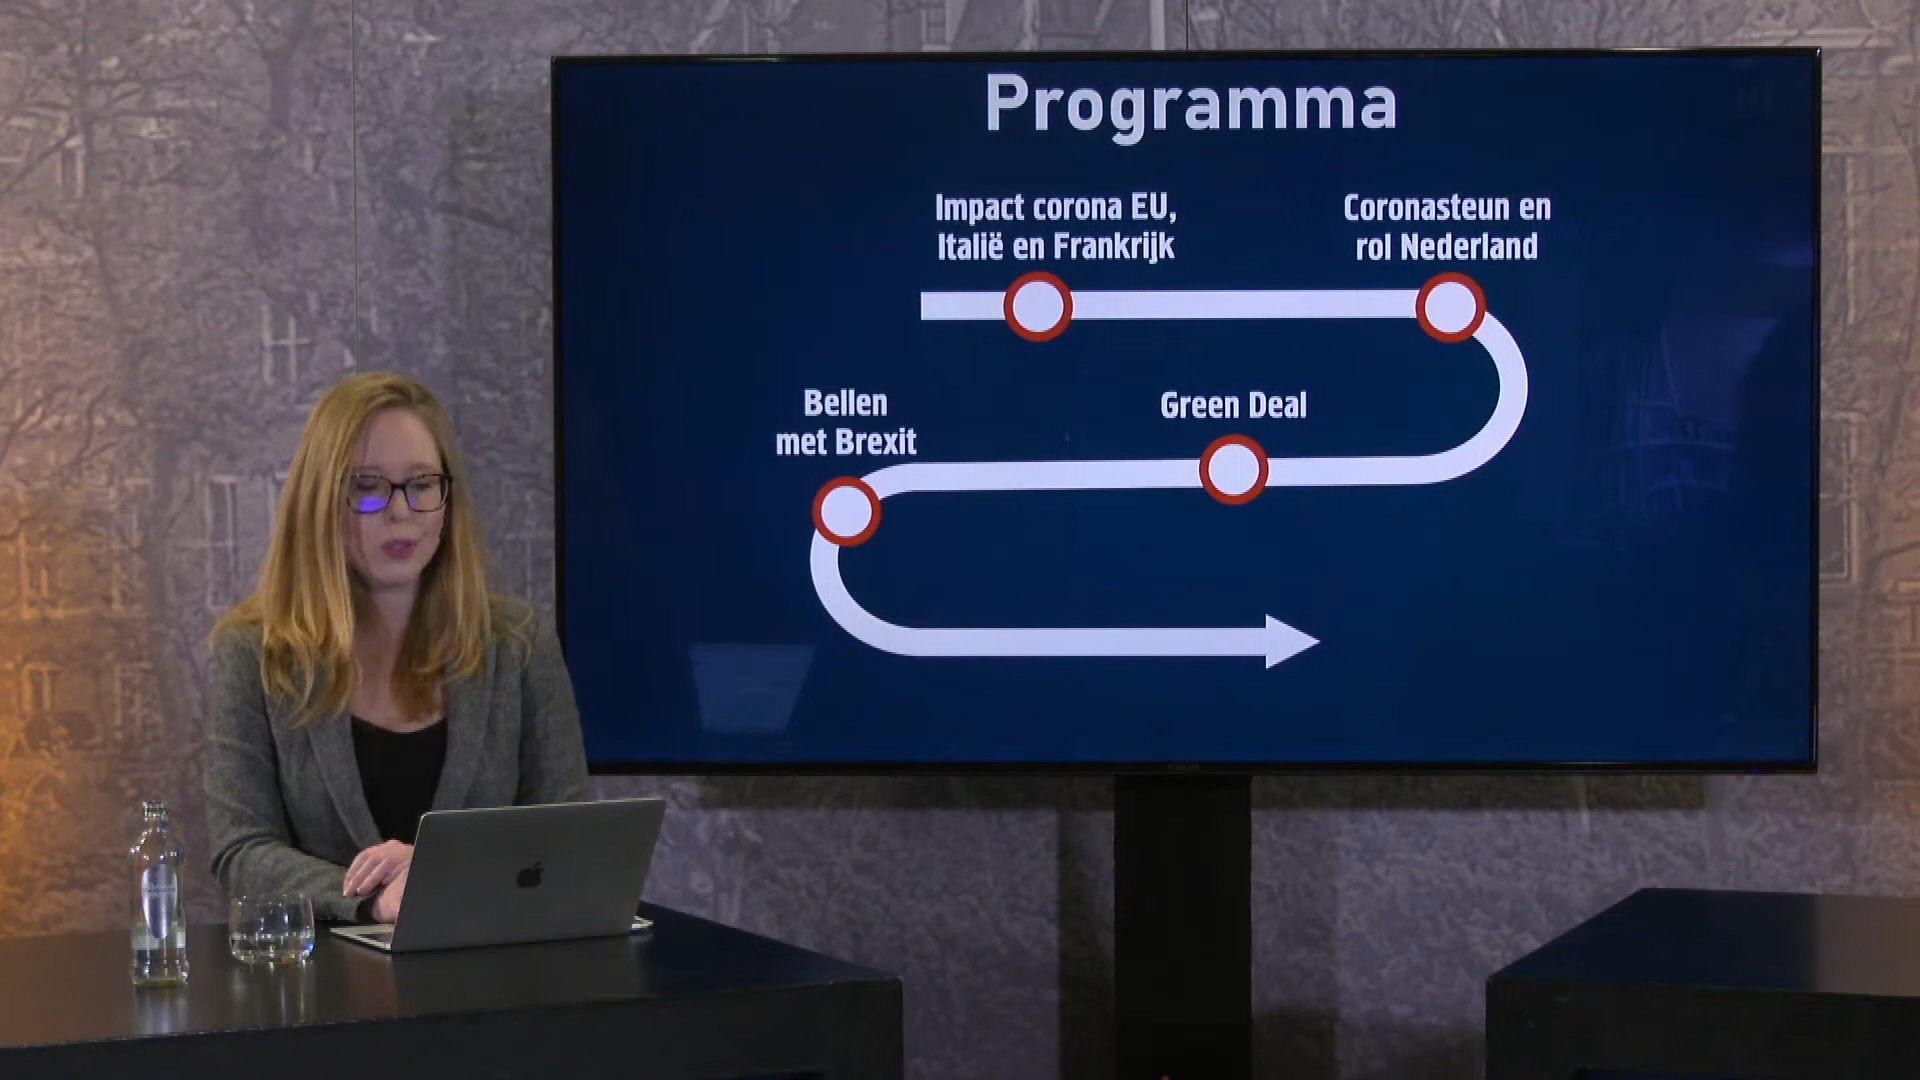 Programma
Impact corona EU,
Italië en Frankrijk
Coronasteun en
rol Nederland
Green Deal
Bellen
met Brexit